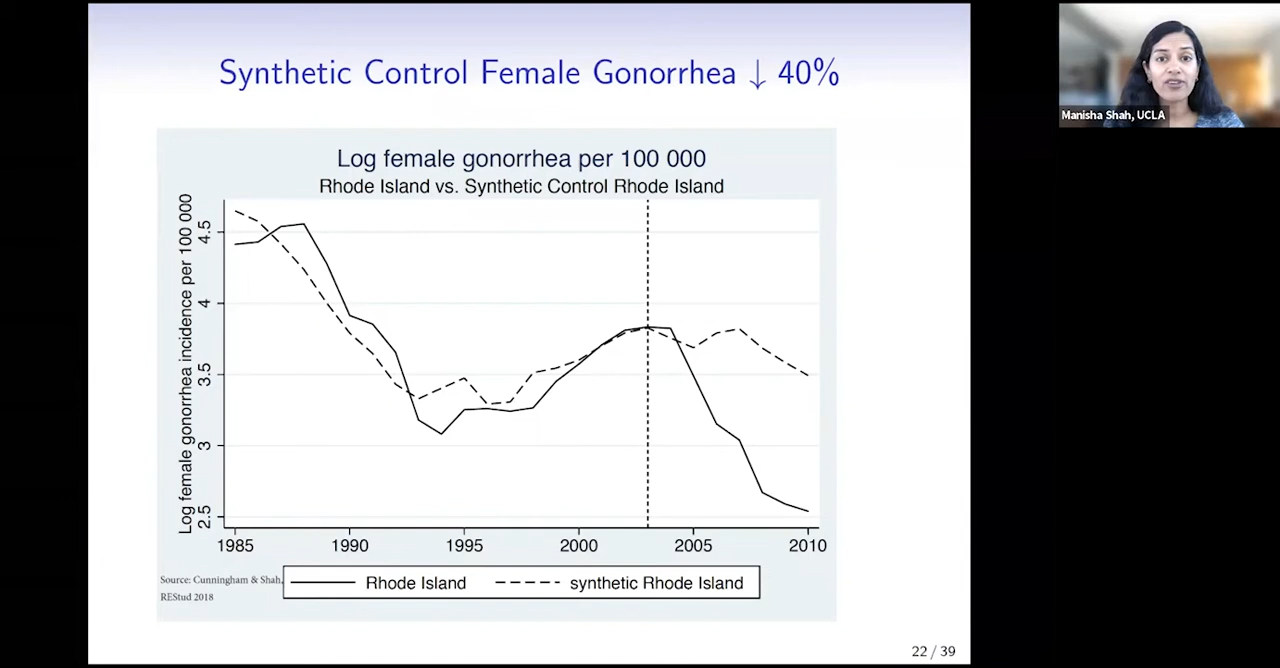 Synthetic Control Female Gonorrhea ↓ 40%
Manisha Shah, UCLA
Log female gonorrhea per 100 000
Rhode Island vs. Synthetic Control Rhode Island
Log female gonorrhea incidence per 100 000
4.5
4
3.5
3
2.5
1985 1990 1995 2000 2005 2010
Rhode Island synthetic Rhode Island
Source: Cunningham & Shah,
REStud 2018
22 / 39